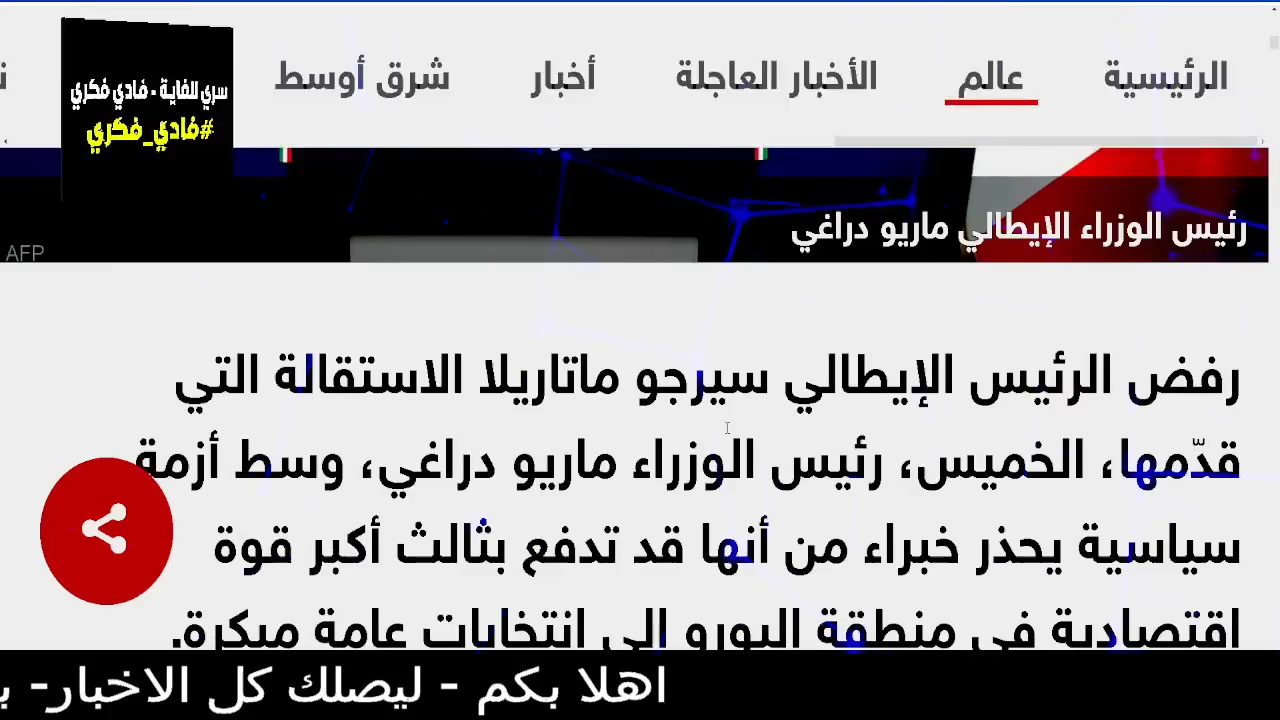 الرئيسية
عالم
الأخبار العاجلة
أخبار
شرق أوسط
سري للغاية - فادي فكري
#فادي_فكري
رئيس الوزراء الإيطالي ماريو دراغي
AFP
رفض الرئيس الإيطالي سيرجو ماتاريلا الاستقالة التي
قدّمها، الخميس، رئيس الوزراء ماريو دراغي، وسط أزمة
سياسية يحذر خبراء من أنها قد تدفع بثالث أكبر قوة
اقتصادية في منطقة اليورو إلى انتخابات عامة مبكرة.
اهلا بكم - ليصلك كل الاخبار-